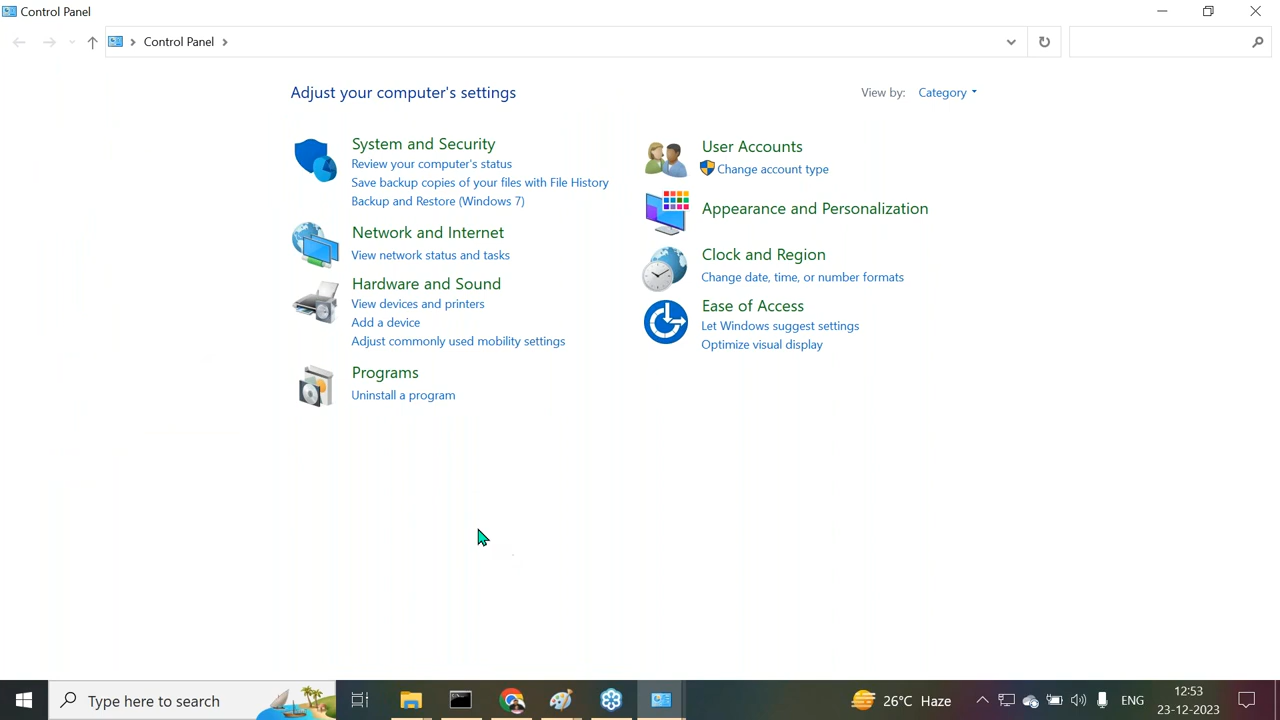 Control Panel
Control Panel
Adjust your computer's settings
View by: Category
System and Security
Review your computer's status
Save backup copies of your files with File History
Backup and Restore (Windows 7)
Network and Internet
View network status and tasks
Hardware and Sound
View devices and printers
Add a device
Adjust commonly used mobility settings
Programs
Uninstall a program
User Accounts
Change account type
Appearance and Personalization
Clock and Region
Change date, time, or number formats
Ease of Access
Let Windows suggest settings
Optimize visual display
Type here to search
26°C Haze
ENG
12:53
23-12-2023